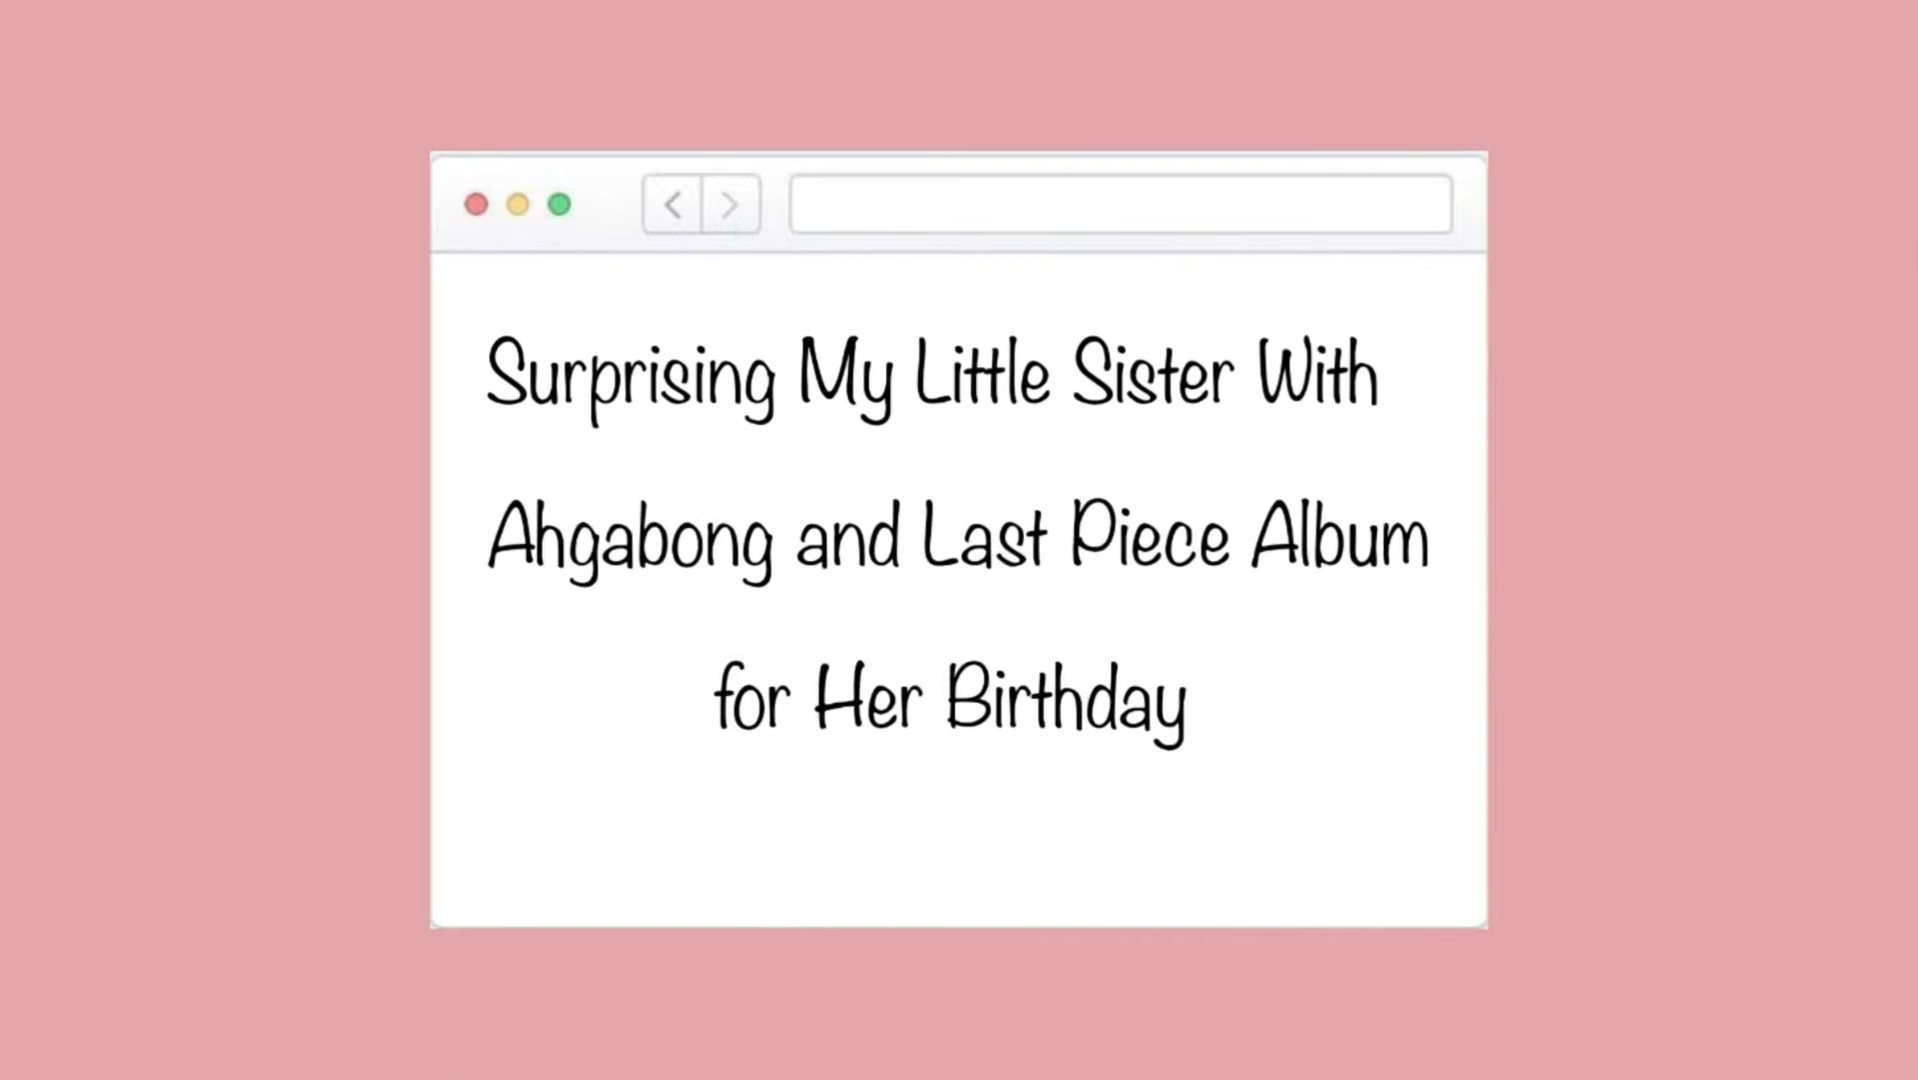 Surprising My Little Sister With
Ahgabong and Last Piece Album
for Her Birthday